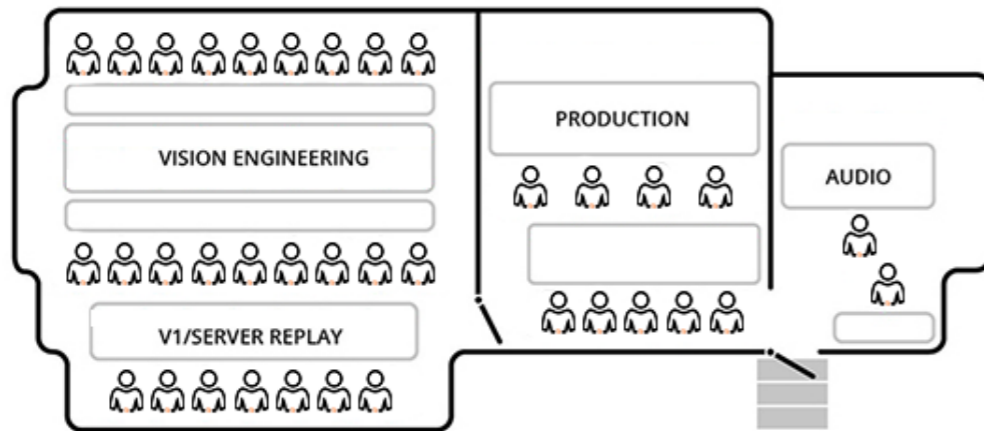 VISION ENGINEERING
PRODUCTION
AUDIO
V1/SERVER REPLAY